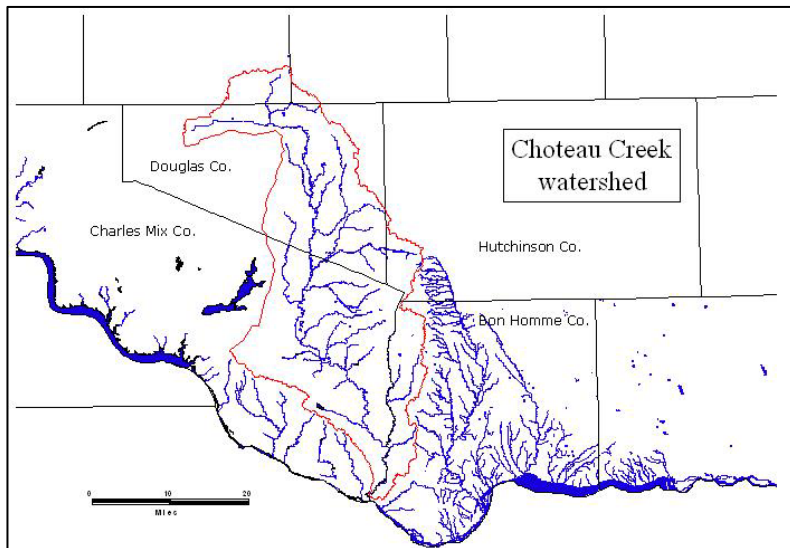 Choteau Creek
watershed
Douglas Co.
Charles Mix Co.
Hutchinson Co.
Bon Homme Co.
0 10 20
Miles